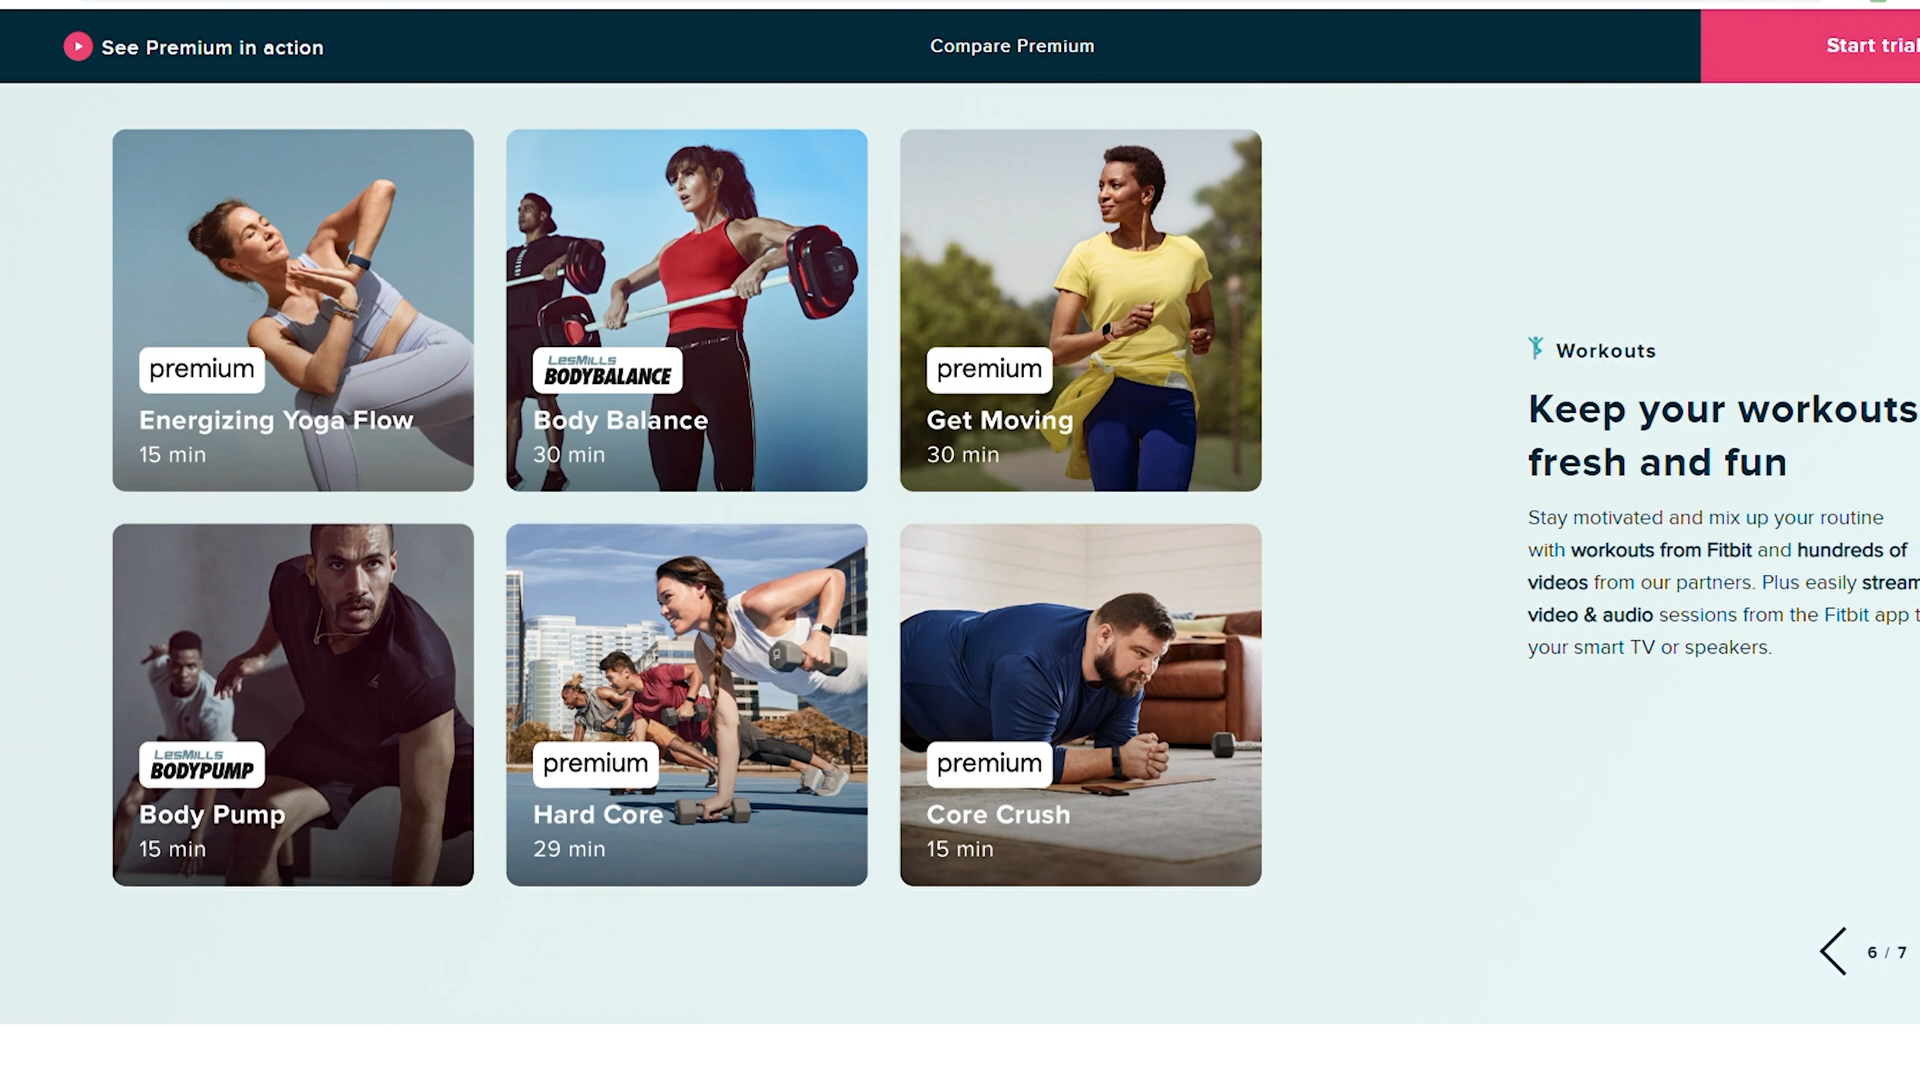 See Premium in action
Compare Premium
Start trial
premium
Energizing Yoga Flow
15 min
LesMills
BODYBALANCE
Body Balance
30 min
premium
Get Moving
30 min
LesMills
BODYPUMP
Body Pump
15 min
premium
Hard Core
29 min
premium
Core Crush
15 min
Workouts
Keep your workouts
fresh and fun
Stay motivated and mix up your routine
with workouts from Fitbit and hundreds of
videos from our partners. Plus easily stream
video & audio sessions from the Fitbit app
your smart TV or speakers.
6 / 7